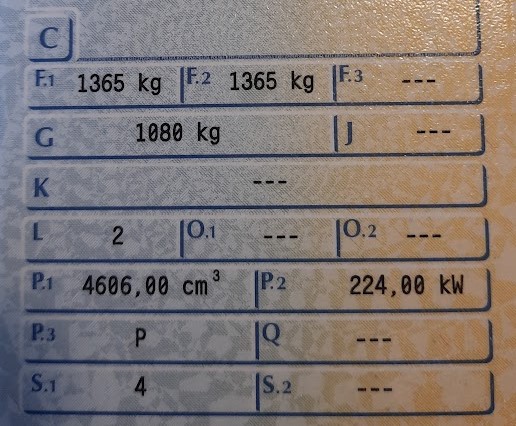 C
F.1 1365 kg F.2 1365 kg F.3 ---
G 1080 kg J ---
K ---
L 2 O.1 --- O.2 ---
P.1 4606,00 cm³ P.2 224,00 kW
P.3 P Q ---
S.1 4 S.2 ---